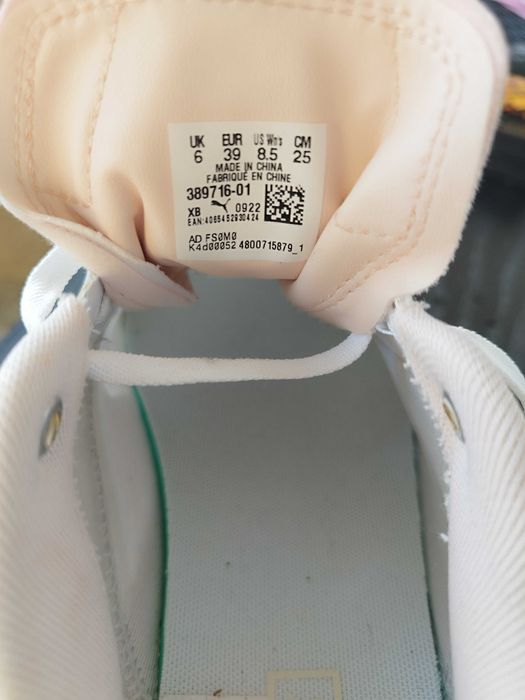 UK EUR US Wn's CM
6 39 8.5 25
MADE IN CHINA
FABRIQUÉ EN CHINE
389716-01
XB 0922
EAN:4065452930424
AD FS0M0
K4d00052 4800715879_1